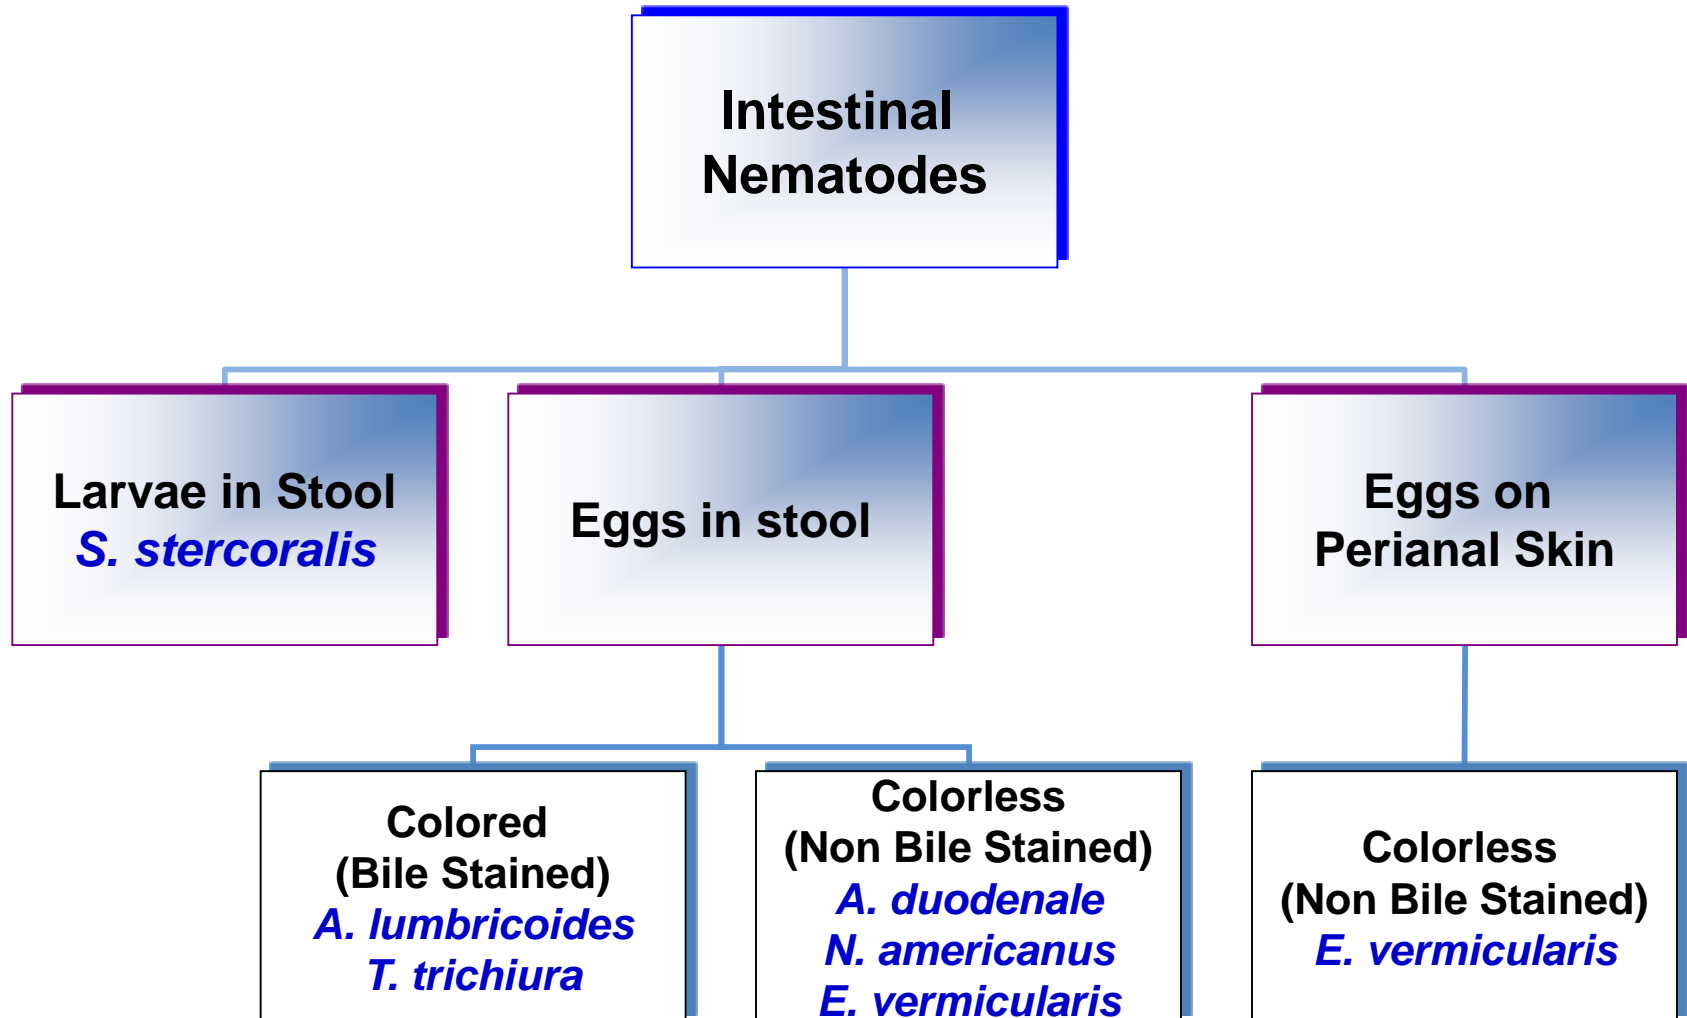 Intestinal
Nematodes
Larvae in Stool
S. stercoralis
Eggs in stool
Eggs on
Perianal Skin
Colored
(Bile Stained)
A. lumbricoides
T. trichiura
Colorless
(Non Bile Stained)
A. duodenale
N. americanus
E. vermicularis
Colorless
(Non Bile Stained)
E. vermicularis